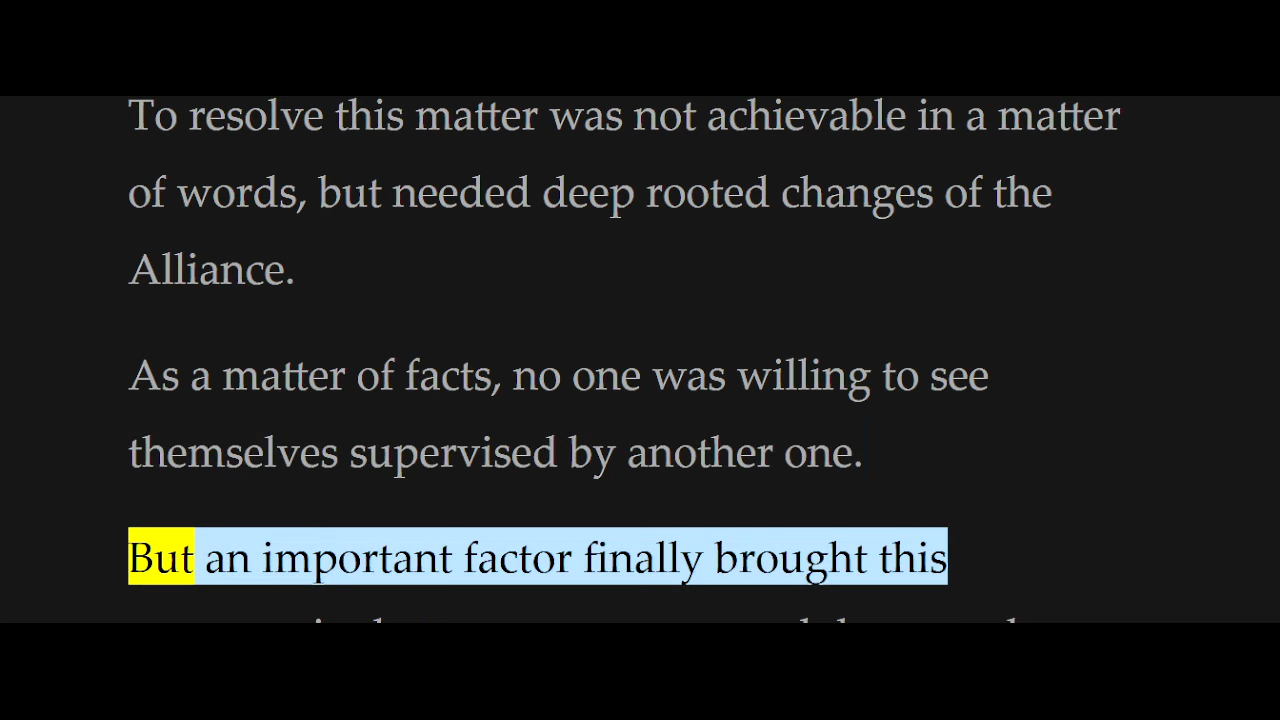 To resolve this matter was not achievable in a matter
of words, but needed deep rooted changes of the
Alliance.
As a matter of facts, no one was willing to see
themselves supervised by another one.
But an important factor finally brought this